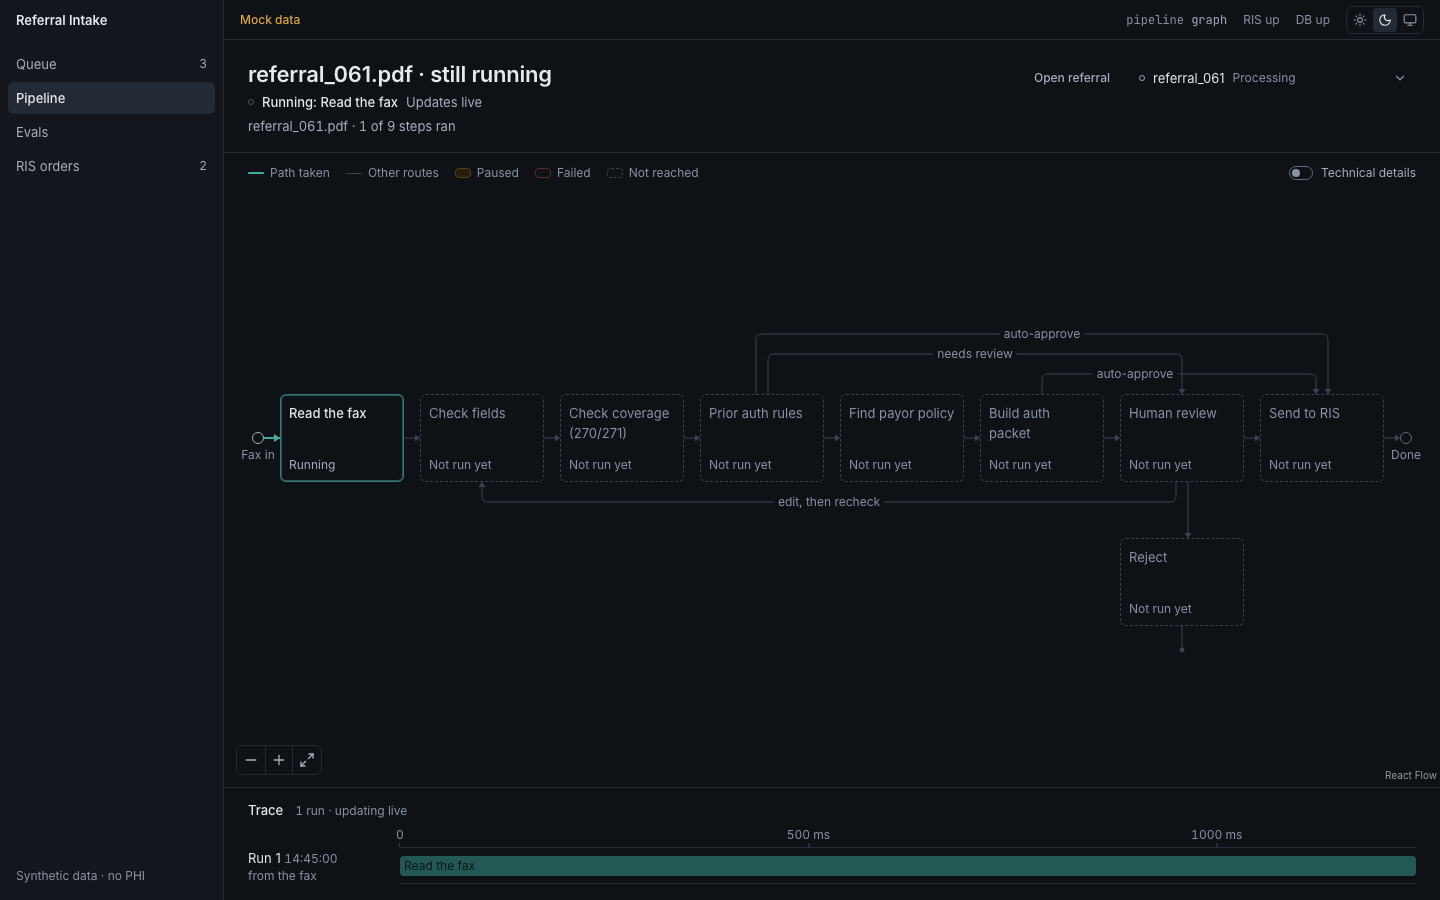 Referral Intake
Queue 3
Pipeline
Evals
RIS orders 2
Synthetic data · no PHI
Mock data
pipeline graph RIS up DB up
referral_061.pdf · still running
Running: Read the fax Updates live
referral_061.pdf · 1 of 9 steps ran
Open referral referral_061 Processing
Path taken Other routes Paused Failed Not reached
Technical details
auto-approve
needs review
auto-approve
Fax in
Read the fax
Running
Check fields
Not run yet
Check coverage
(270/271)
Not run yet
Prior auth rules
Not run yet
Find payor policy
Not run yet
Build auth
packet
Not run yet
Human review
Not run yet
Send to RIS
Not run yet
Done
edit, then recheck
Reject
Not run yet
React Flow
Trace 1 run · updating live
0 500 ms 1000 ms
Run 1 14:45:00
from the fax
Read the fax